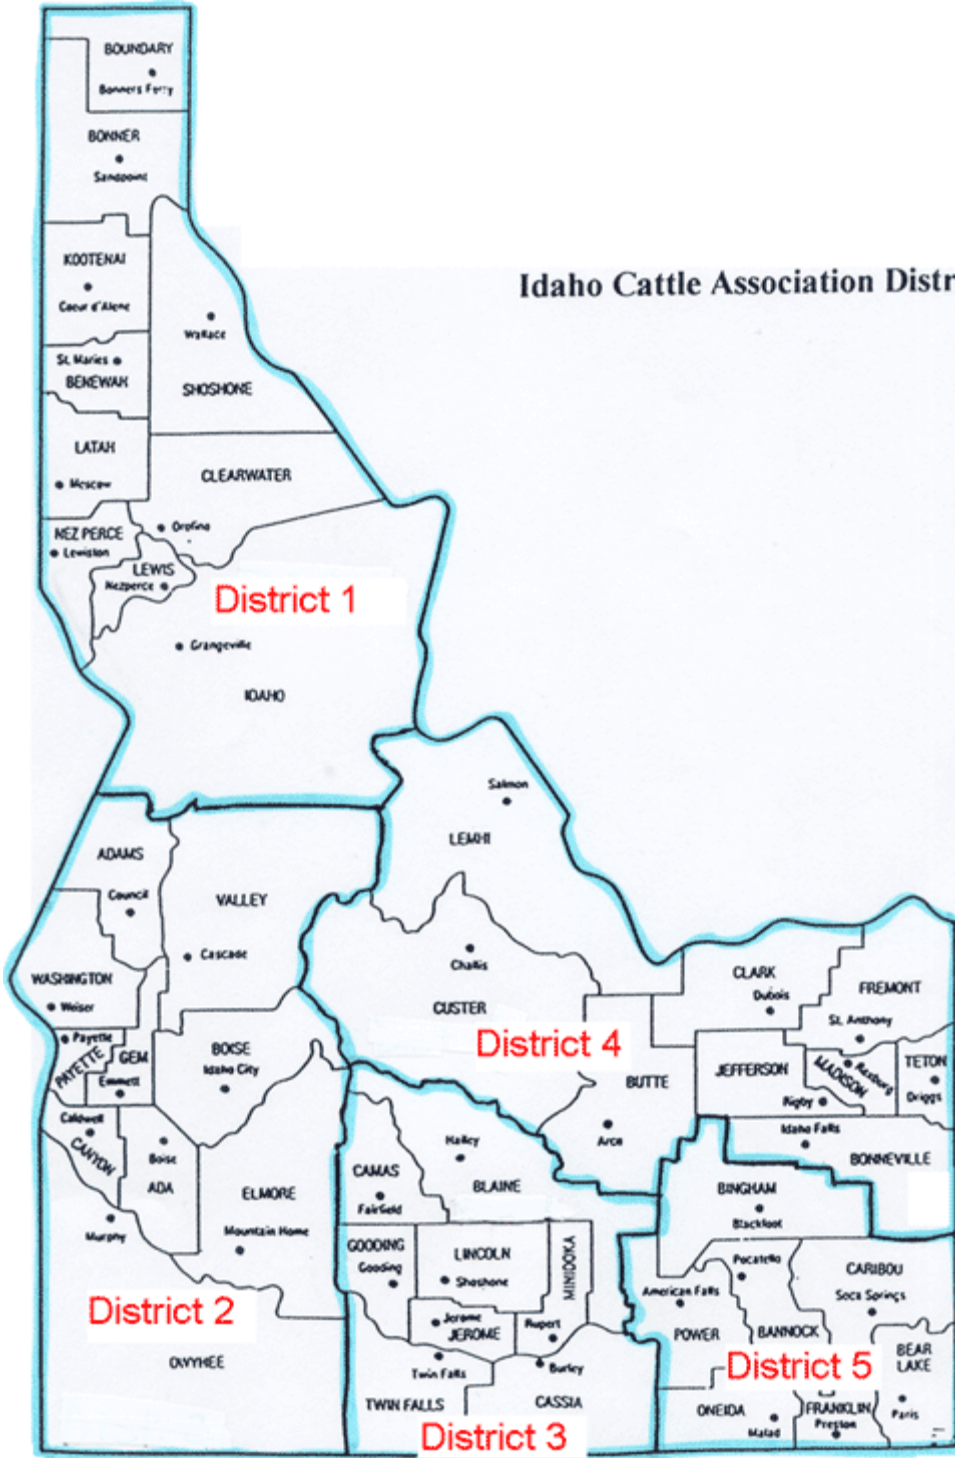 BOUNDARY
Bonners Ferry
BONNER
Sandpoint
KOOTENAI
Coeur d'Alene
Idaho Cattle Association Distr
Wallace
St. Maries
BENEWAH
SHOSHONE
LATAH
Moscow
CLEARWATER
Orofino
NEZ PERCE
Lewiston
LEWIS
Nezperce
District 1
Grangeville
IDAHO
Salmon
LEMHI
ADAMS
Council
VALLEY
Cascade
Challis
CUSTER
WASHINGTON
Weiser
CLARK
Dubois
FREMONT
St. Anthony
District 4
Payette
PAYETTE
GEM
Emmett
BOISE
Idaho City
BUTTE
Arco
JEFFERSON
Rigby
MADISON
Rexburg
TETON
Driggs
Caldwell
CANYON
Boise
ADA
Idaho Falls
BONNEVILLE
Hailey
BLAINE
CAMAS
Fairfield
ELMORE
Mountain Home
Murphy
BINGHAM
Blackfoot
GOODING
Gooding
LINCOLN
Shoshone
MINIDOKA
Pocatello
CARIBOU
Soca Springs
American Falls
POWER
BANNOCK
Jerome
JEROME
Rupert
District 2
OWYHEE
Twin Falls
Burley
BEAR
LAKE
District 5
TWIN FALLS
CASSIA
ONEIDA
Malad
FRANKLIN
Preston
Paris
District 3